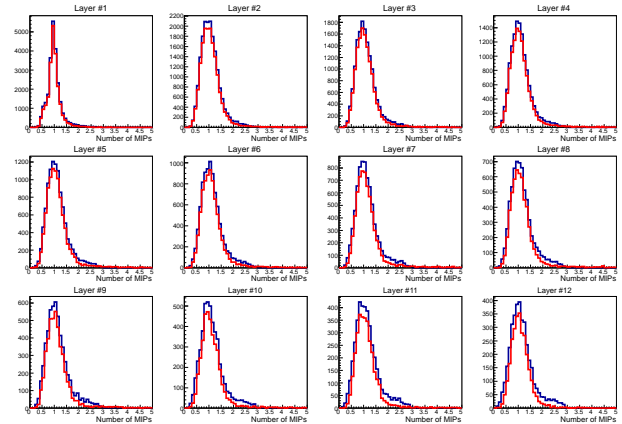 Layer #1 Layer #2 Layer #3 Layer #4
5000 4000 3000 2000 1000 0
2200 2000 1800 1600 1400 1200 1000 800 600 400 200 0
1800 1600 1400 1200 1000 800 600 400 200 0
1400 1200 1000 800 600 400 200 0
0 0.5 1 1.5 2 2.5 3 3.5 4 4.5 5 0 0.5 1 1.5 2 2.5 3 3.5 4 4.5 5 0 0.5 1 1.5 2 2.5 3 3.5 4 4.5 5 0 0.5 1 1.5 2 2.5 3 3.5 4 4.5 5
Number of MIPs Number of MIPs Number of MIPs Number of MIPs
Layer #5 Layer #6 Layer #7 Layer #8
1200 1000 800 600 400 200 0
1000 800 600 400 200 0
800 700 600 500 400 300 200 100 0
700 600 500 400 300 200 100 0
0 0.5 1 1.5 2 2.5 3 3.5 4 4.5 5 0 0.5 1 1.5 2 2.5 3 3.5 4 4.5 5 0 0.5 1 1.5 2 2.5 3 3.5 4 4.5 5 0 0.5 1 1.5 2 2.5 3 3.5 4 4.5 5
Number of MIPs Number of MIPs Number of MIPs Number of MIPs
Layer #9 Layer #10 Layer #11 Layer #12
600 500 400 300 200 100 0
500 400 300 200 100 0
400 350 300 250 200 150 100 50 0
400 350 300 250 200 150 100 50 0
0 0.5 1 1.5 2 2.5 3 3.5 4 4.5 5 0 0.5 1 1.5 2 2.5 3 3.5 4 4.5 5 0 0.5 1 1.5 2 2.5 3 3.5 4 4.5 5 0 0.5 1 1.5 2 2.5 3 3.5 4 4.5 5
Number of MIPs Number of MIPs Number of MIPs Number of MIPs